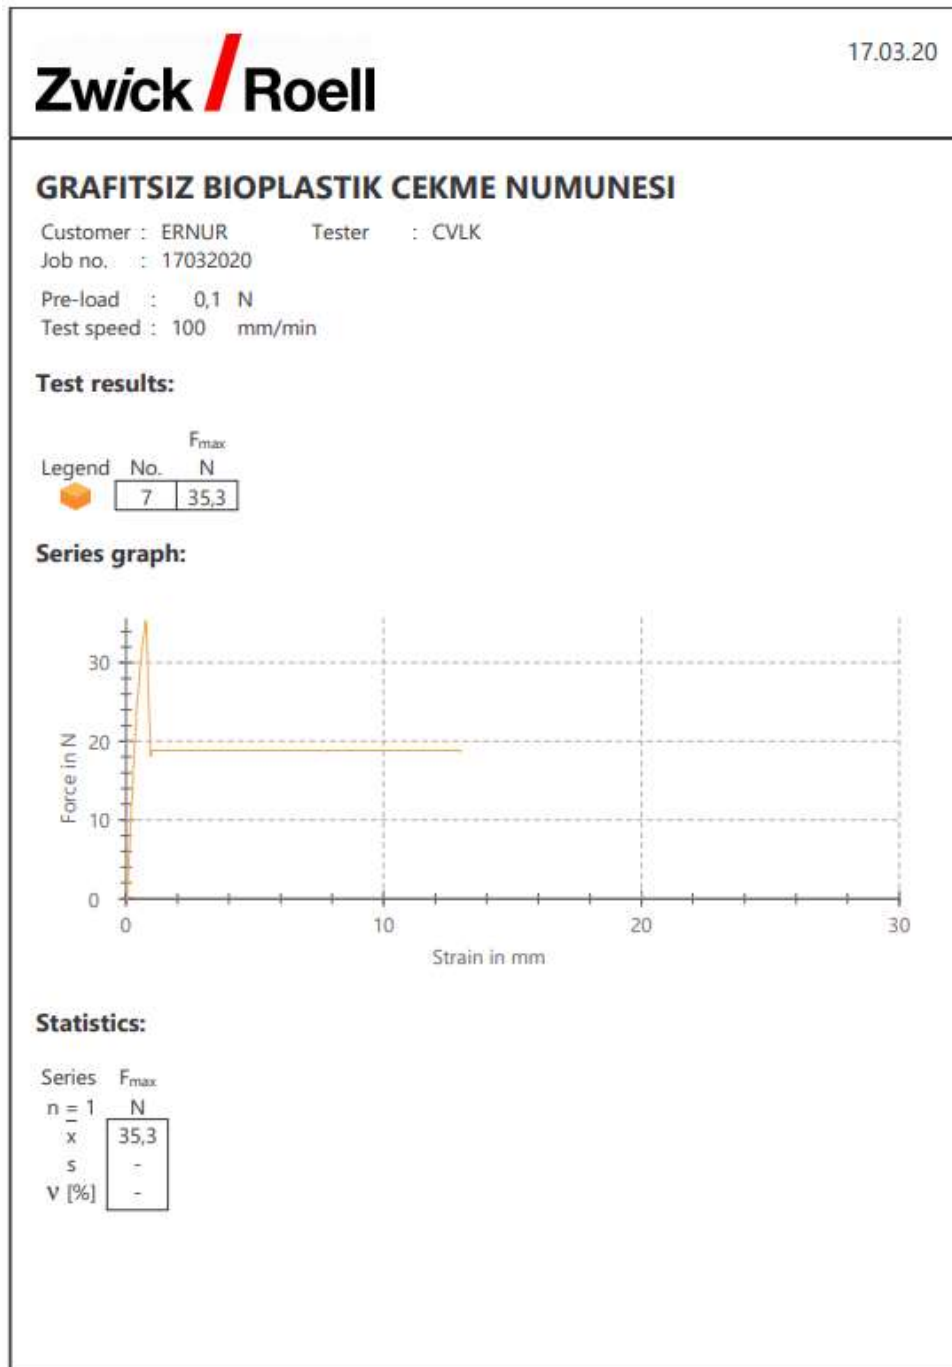 17.03.20
Zwick / Roell
GRAFITSIZ BIOPLASTIK CEKME NUMUNESI
Customer : ERNUR Tester : CVLK
Job no. : 17032020
Pre-load : 0,1 N
Test speed : 100 mm/min
Test results:
Fmax
Legend No. N
7 35,3
Series graph:
30
20
10
0
Force in N
0 10 20 30
Strain in mm
Statistics:
Series Fmax
n = 1 N
x̅ 35,3
s -
ν [%] -